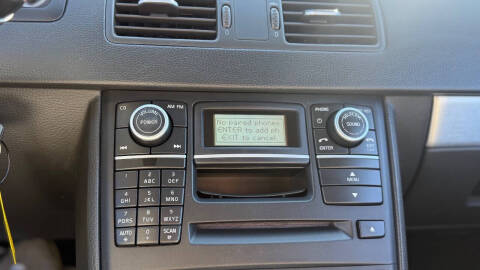 CD
AM FM
VOLUME
POWER
No paired phones
ENTER to add ph
EXIT to cancel
PHONE
SOUND
ENTER
EXIT
MENU
1
2 ABC
3 DEF
4 GHI
5 JKL
6 MNO
7 PQRS
8 TUV
9 WXYZ
AUTO
0
SCAN